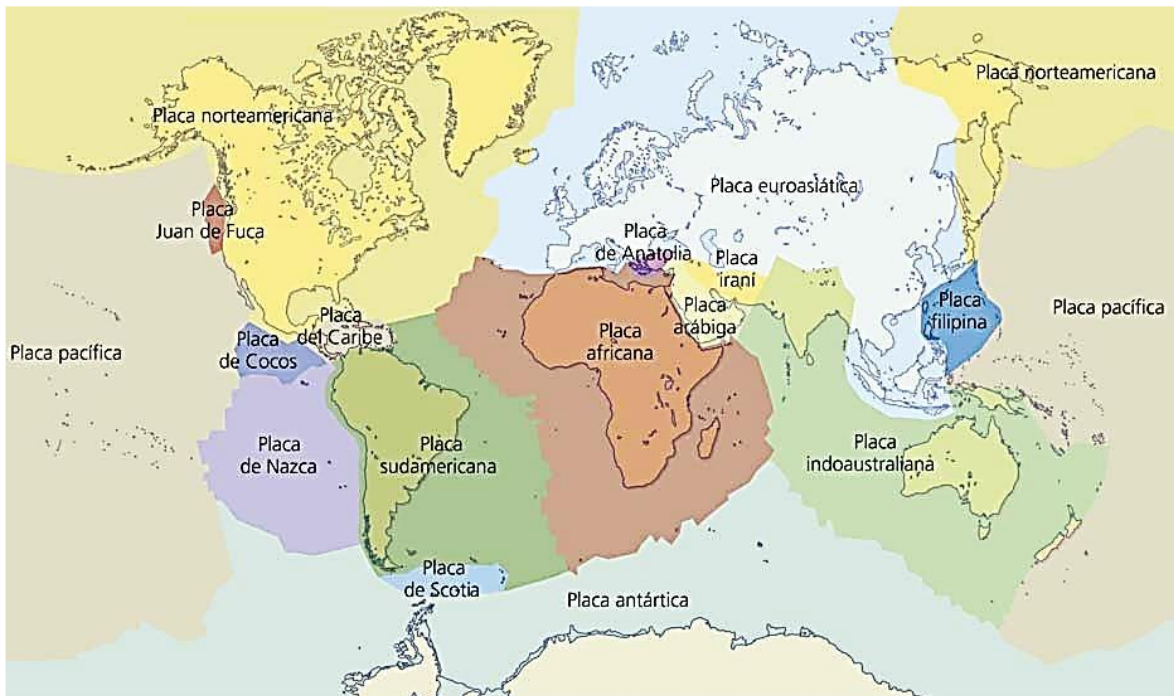 Placa norteamericana
Placa norteamericana
Placa
Juan de Fuca
Placa euroasiática
Placa
de Anatolia
Placa
iraní
Placa
arábiga
Placa
filipina
Placa pacífica
Placa pacífica
Placa
del Caribe
Placa
de Cocos
Placa
africana
Placa
de Nazca
Placa
sudamericana
Placa
indoaustraliana
Placa
de Scotia
Placa antártica